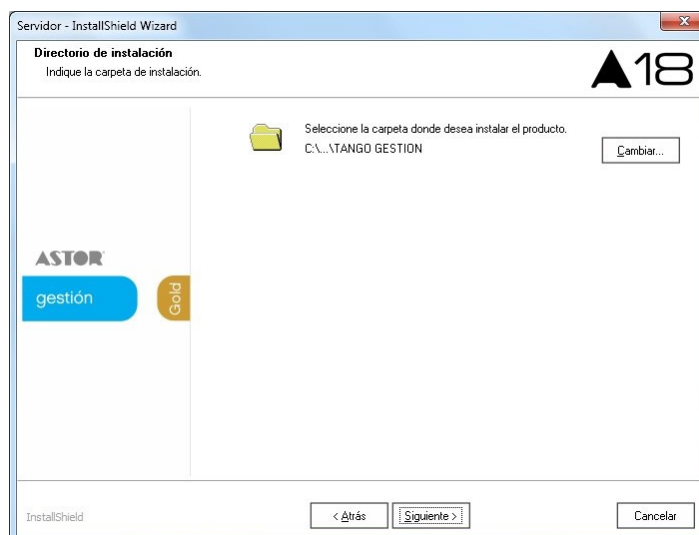 Servidor - InstallShield Wizard
Directorio de instalación
Indique la carpeta de instalación.
A18
Seleccione la carpeta donde desea instalar el producto.
C:\...\TANGO GESTION
Cambiar...
ASTOR
gestión
Gold
InstallShield
< Atrás
Siguiente >
Cancelar